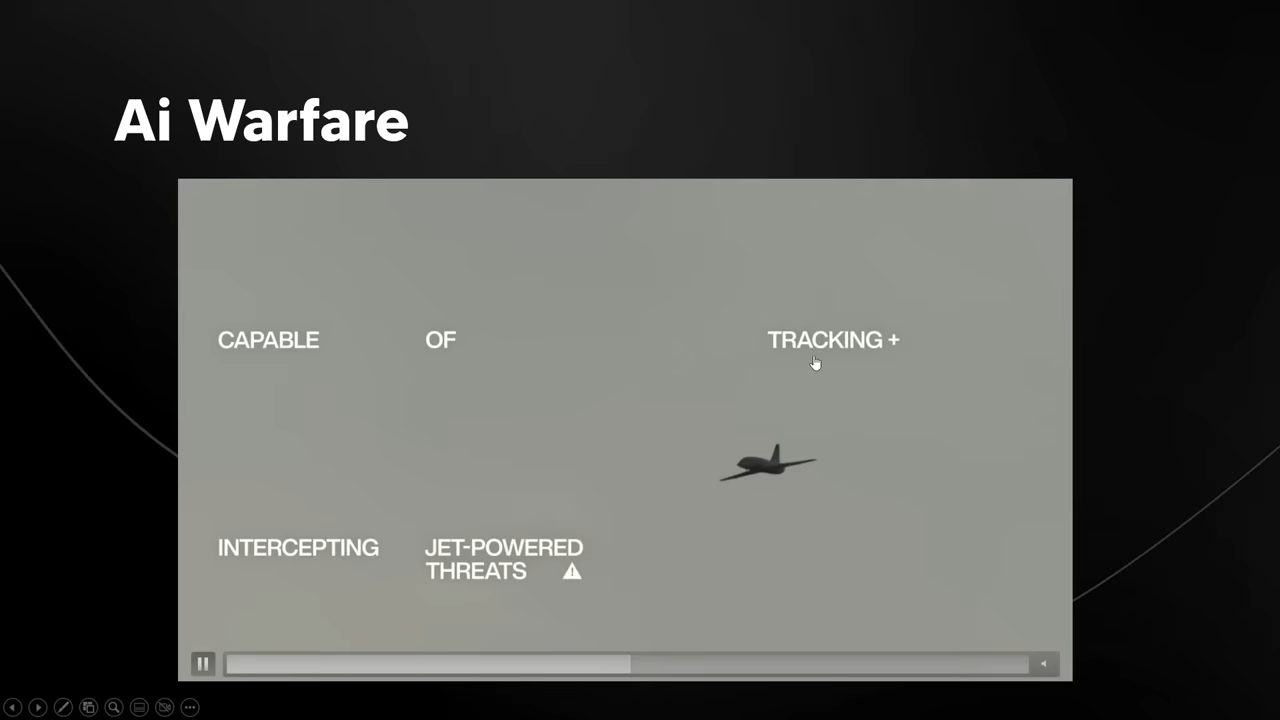 Ai Warfare
CAPABLE OF TRACKING +
INTERCEPTING JET-POWERED
THREATS